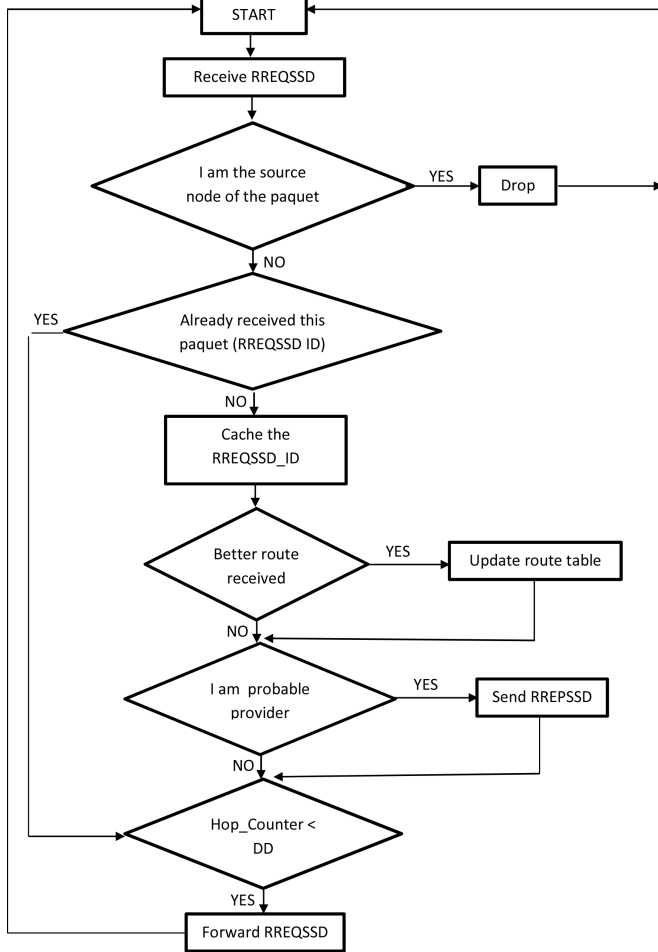 START
Receive RREQSSD
I am the source
node of the paquet
YES
Drop
NO
YES
Already received this
paquet (RREQSSD ID)
NO
Cache the
RREQSSD_ID
Better route
received
YES
Update route table
NO
I am  probable
provider
YES
Send RREPSSD
NO
Hop_Counter <
DD
YES
Forward RREQSSD